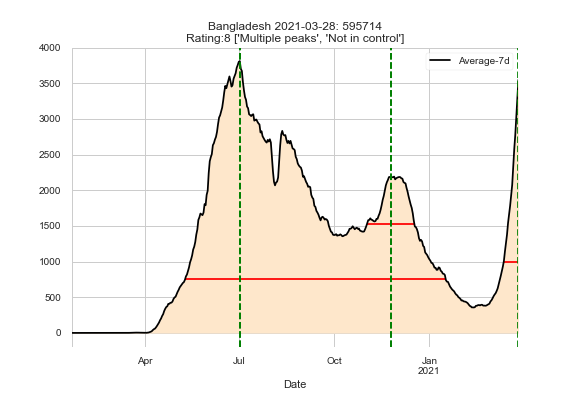 Bangladesh 2021-03-28: 595714
Rating:8 ['Multiple peaks', 'Not in control']
4000
3500
3000
2500
2000
1500
1000
500
0
Average-7d
Apr
Jul
Oct
Jan
2021
Date